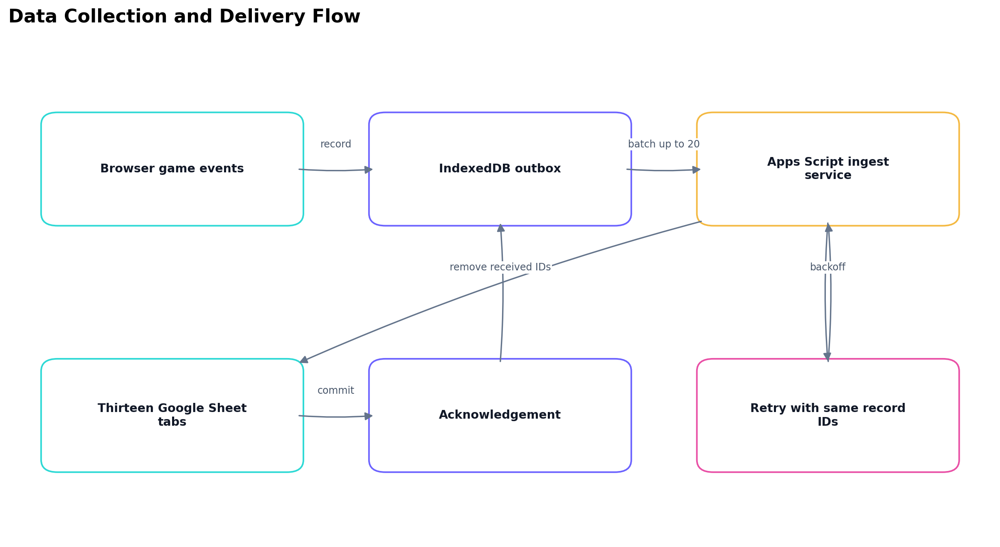 Data Collection and Delivery Flow
record
batch up to 20
Browser game events
IndexedDB outbox
Apps Script ingest
service
remove received IDs
backoff
commit
Thirteen Google Sheet
tabs
Acknowledgement
Retry with same record
IDs